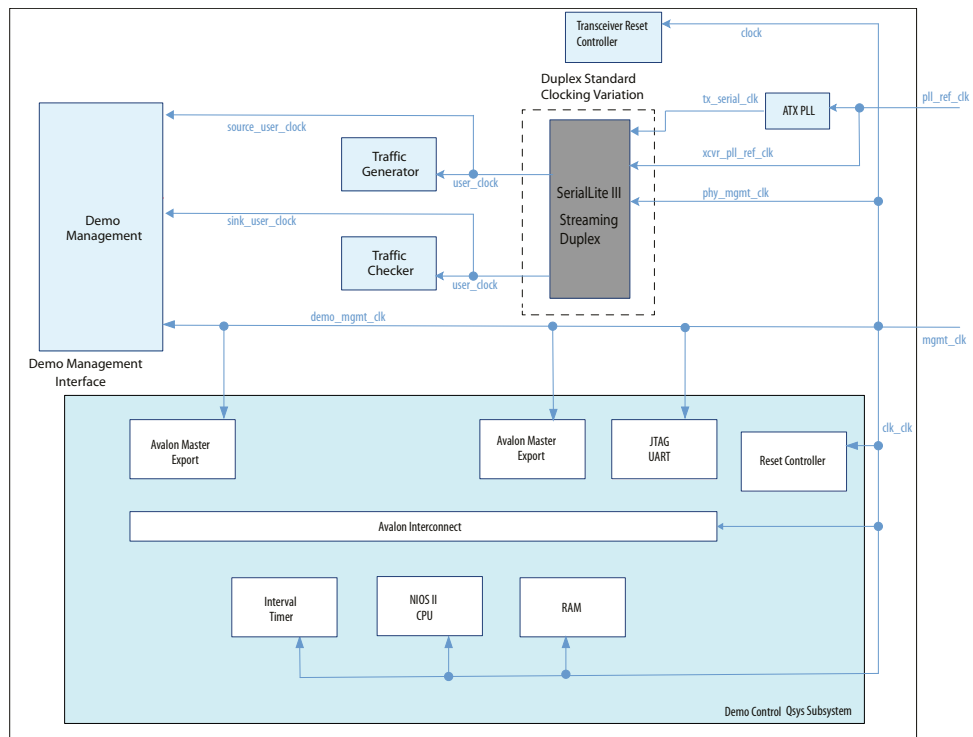 Transceiver Reset
Controller
clock
Duplex Standard
Clocking Variation
tx_serial_clk
ATX PLL
pll_ref_clk
source_user_clock
Traffic
Generator
user_clock
xcvr_pll_ref_clk
SerialLite III
Streaming
Duplex
phy_mgmt_clk
Demo
Management
sink_user_clock
Traffic
Checker
user_clock
demo_mgmt_clk
mgmt_clk
Demo Management
Interface
Avalon Master
Export
Avalon Master
Export
JTAG
UART
clk_clk
Reset Controller
Avalon Interconnect
Interval
Timer
NIOS II
CPU
RAM
Demo Control Qsys Subsystem